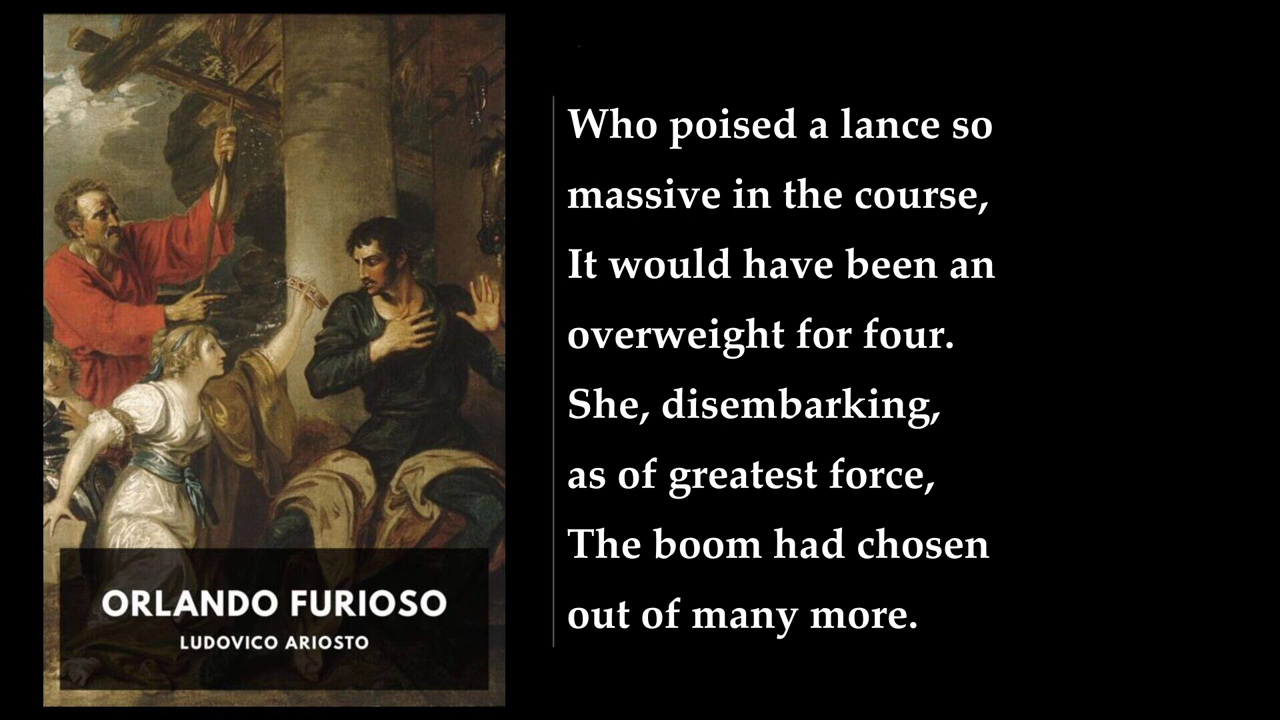 ORLANDO FURIOSO
LUDOVICO ARIOSTO
Who poised a lance so
massive in the course,
It would have been an
overweight for four.
She, disembarking,
as of greatest force,
The boom had chosen
out of many more.